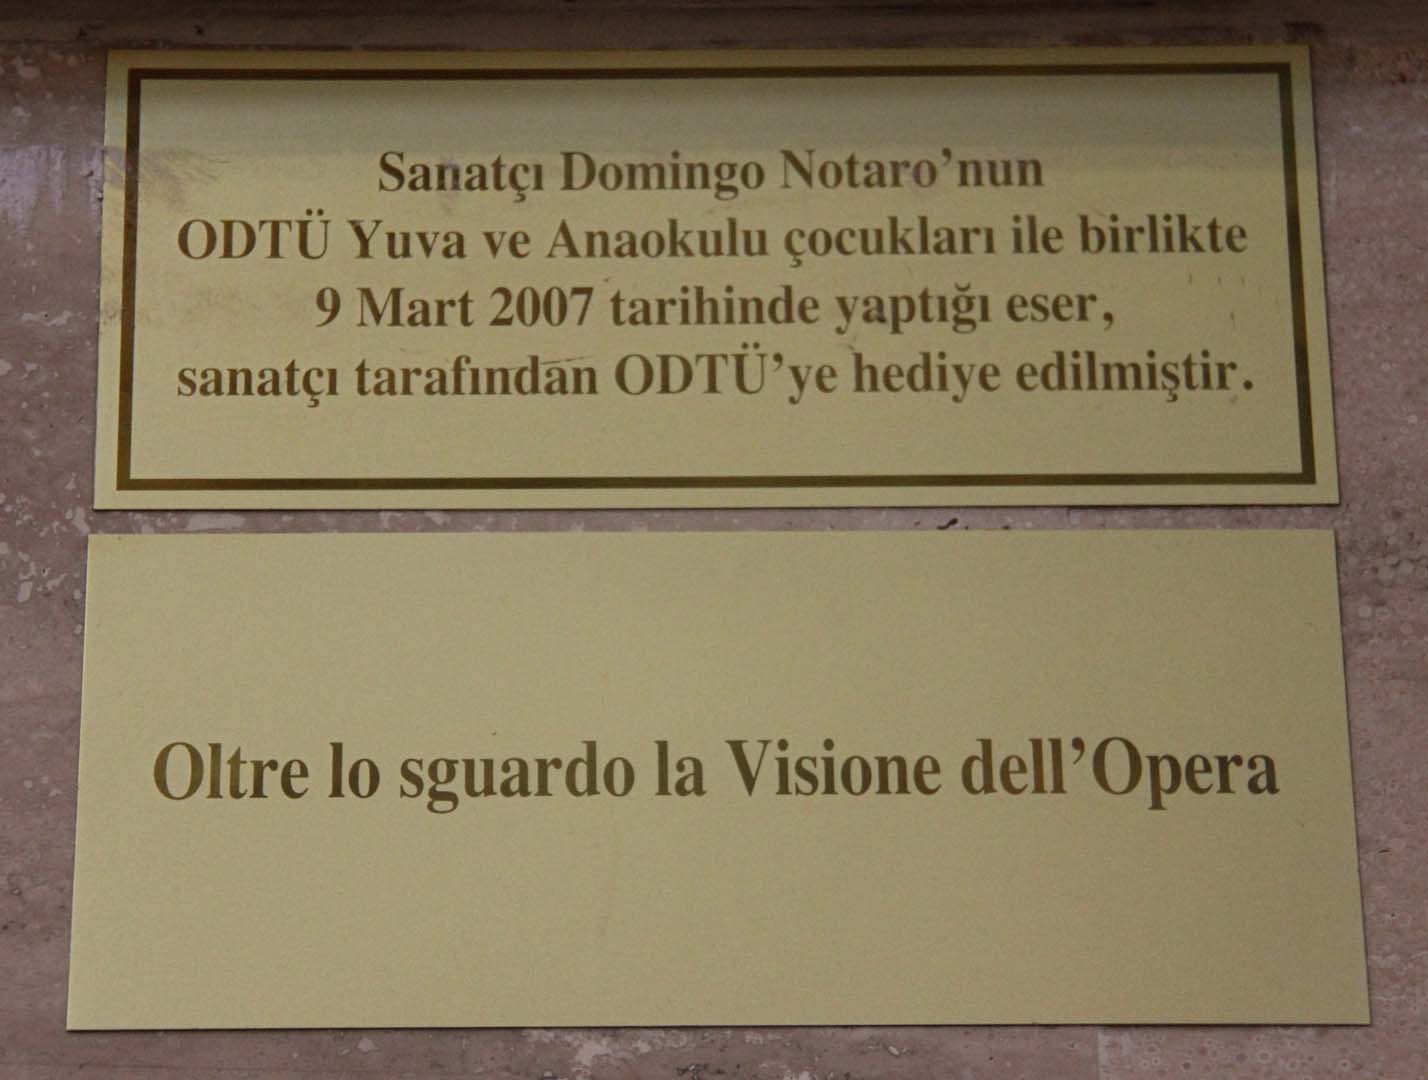 Sanatçı Domingo Notaro’nun
ODTÜ Yuva ve Anaokulu çocukları ile birlikte
9 Mart 2007 tarihinde yaptığı eser,
sanatçı tarafından ODTÜ’ye hediye edilmiştir.
Oltre lo sguardo la Visione dell’Opera